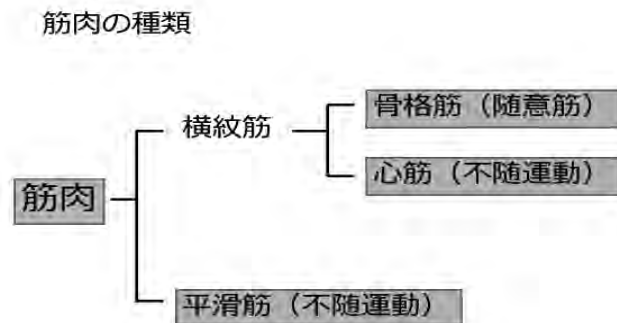 筋肉の種類
骨格筋（随意筋）
横紋筋
心筋（不随運動）
筋肉
平滑筋（不随運動）